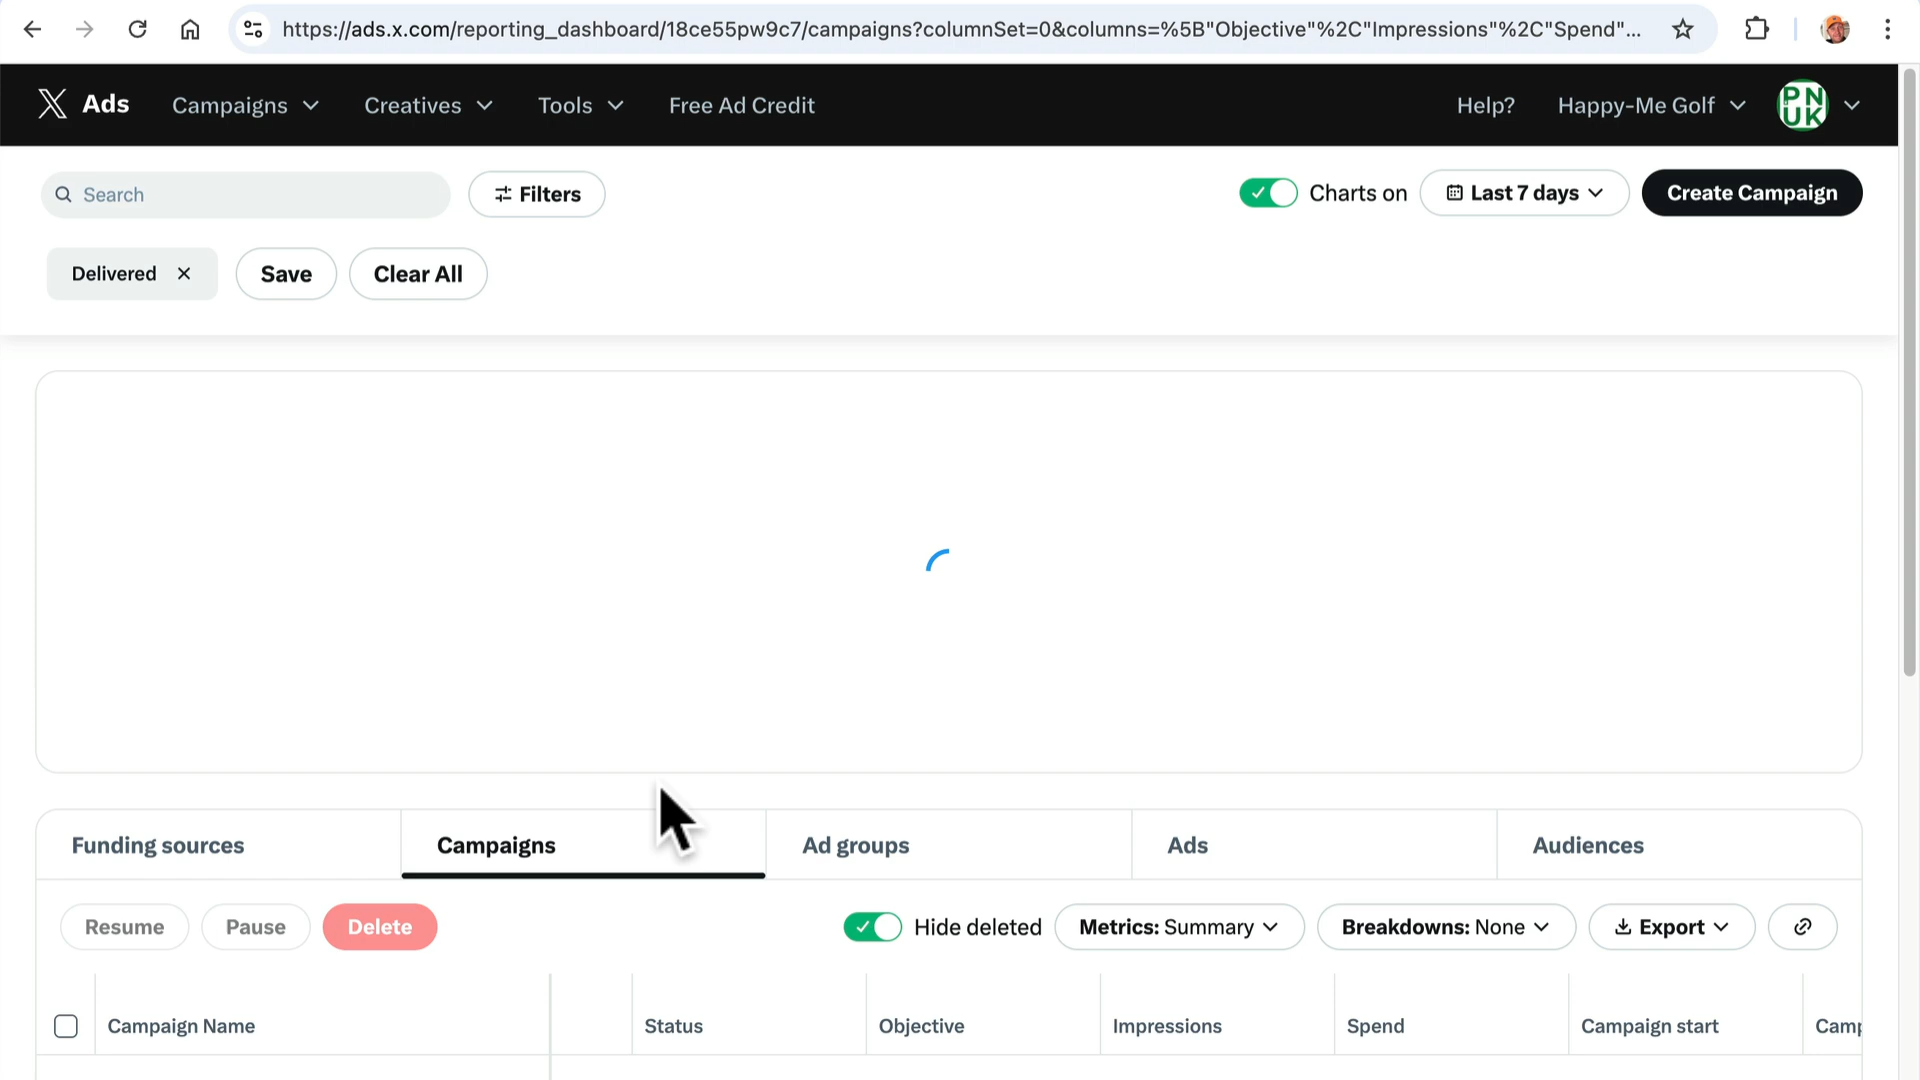 https://ads.x.com/reporting_dashboard/18ce55pw9c7/campaigns?columnSet=0&columns=%5B"Objective"%2C"Impressions"%2C"Spend"...
X Ads Campaigns Creatives Tools Free Ad Credit Help? Happy-Me Golf PN UK
Search Filters Charts on Last 7 days Create Campaign
Delivered Save Clear All
Funding sources Campaigns Ad groups Ads Audiences
Resume Pause Delete Hide deleted Metrics: Summary Breakdowns: None Export
Campaign Name Status Objective Impressions Spend Campaign start Camp